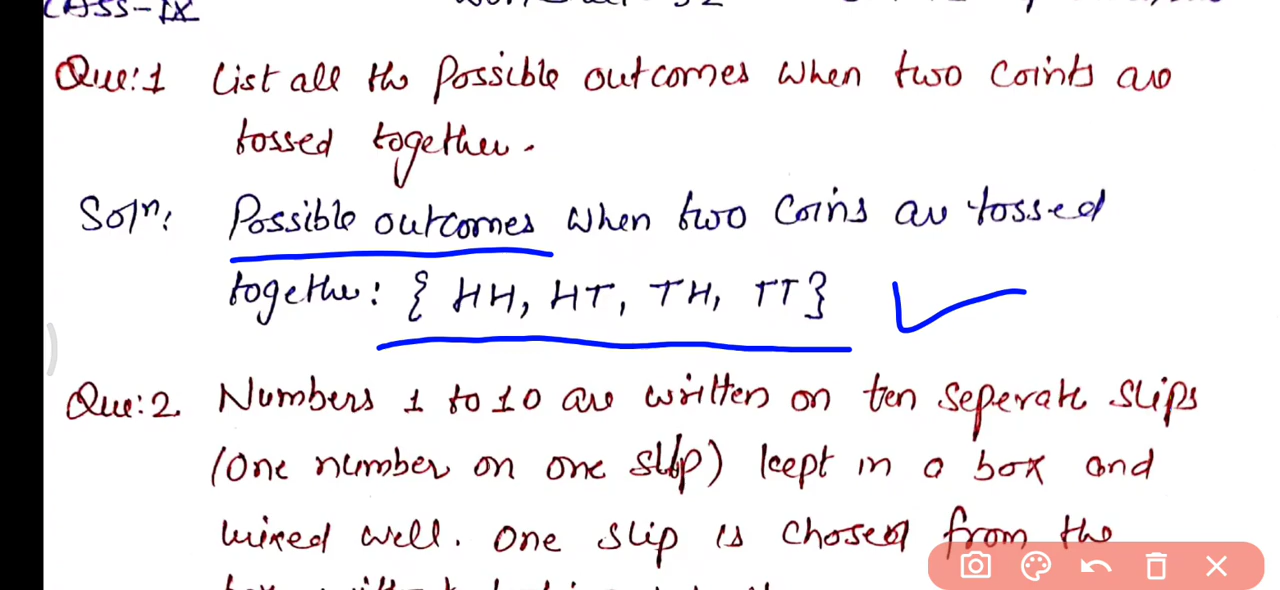 CLASS-IX
Que:1 List all the possible outcomes when two coins are
tossed together.
Soln: Possible outcomes when two coins are tossed
together: { HH, HT, TH, TT}
Que:2. Numbers 1 to 10 are written on ten seperate slips
(one number on one slip) kept in a box and
mixed well. One slip is chosen from the